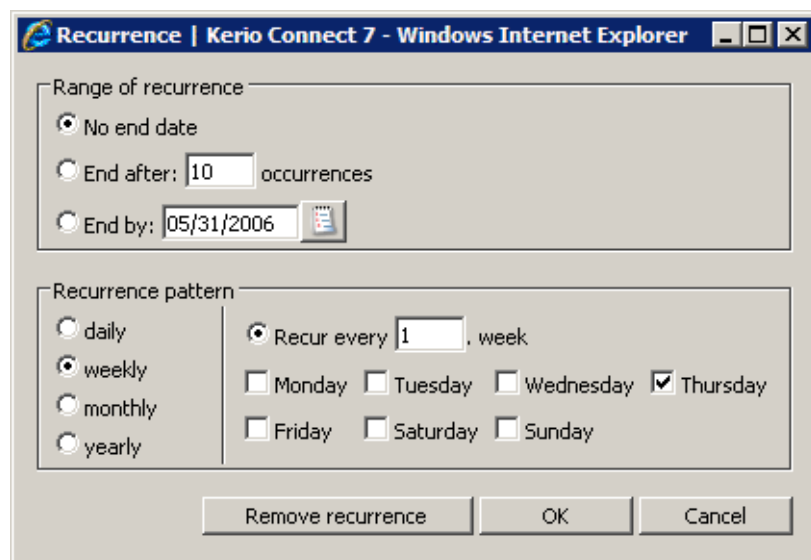 Recurrence | Kerio Connect 7 - Windows Internet Explorer
Range of recurrence
No end date
End after: 10 occurrences
End by: 05/31/2006
Recurrence pattern
daily
weekly
monthly
yearly
Recur every 1 . week
Monday Tuesday Wednesday Thursday
Friday Saturday Sunday
Remove recurrence OK Cancel